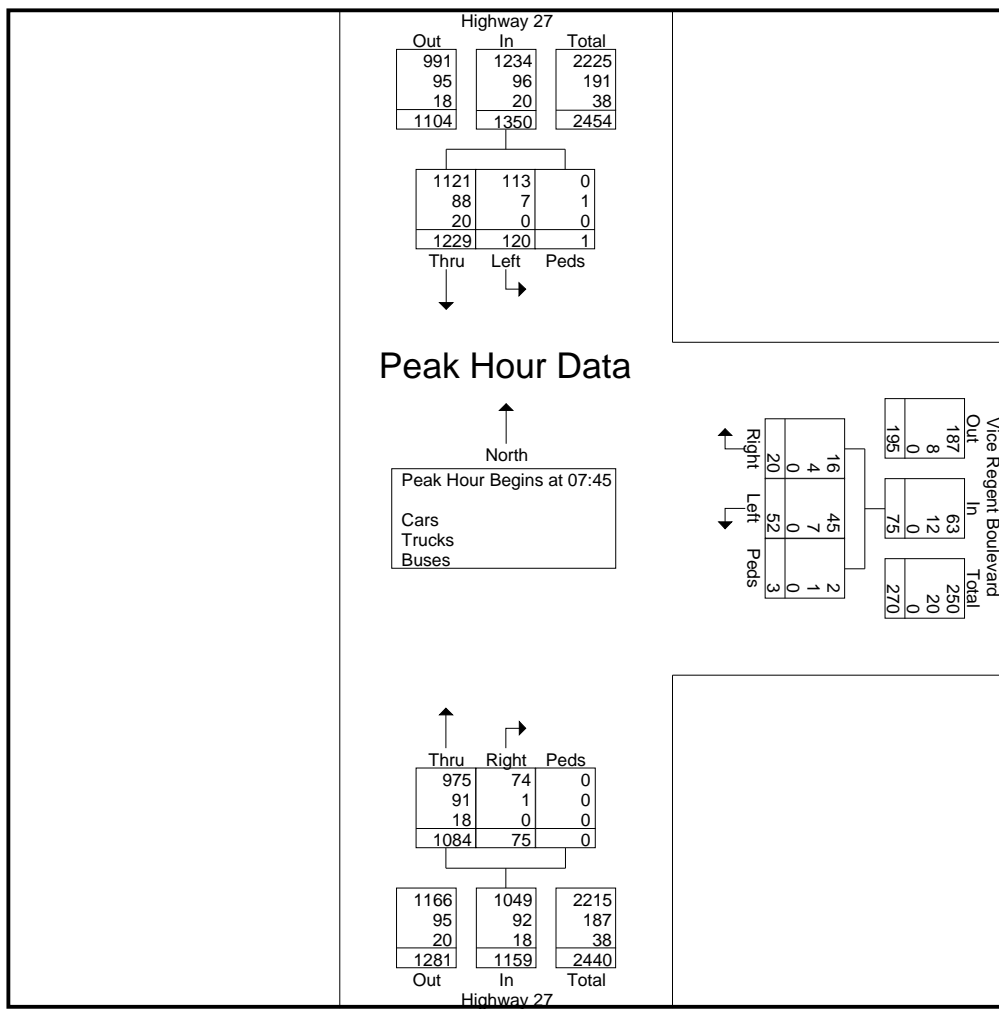 Highway 27
Out In Total
991 1234 2225
95 96 191
18 20 38
1104 1350 2454
1121 113 0
88 7 1
20 0 0
1229 120 1
Thru Left Peds
Peak Hour Data
North
Peak Hour Begins at 07:45
Cars
Trucks
Buses
Vice Regent Boulevard
Out In Total
187 63 250
8 12 20
0 0 0
195 75 270
16 45 2
4 7 1
0 0 0
20 52 3
Right Left Peds
Thru Right Peds
975 74 0
91 1 0
18 0 0
1084 75 0
1166 1049 2215
95 92 187
20 18 38
1281 1159 2440
Out In Total
Highway 27